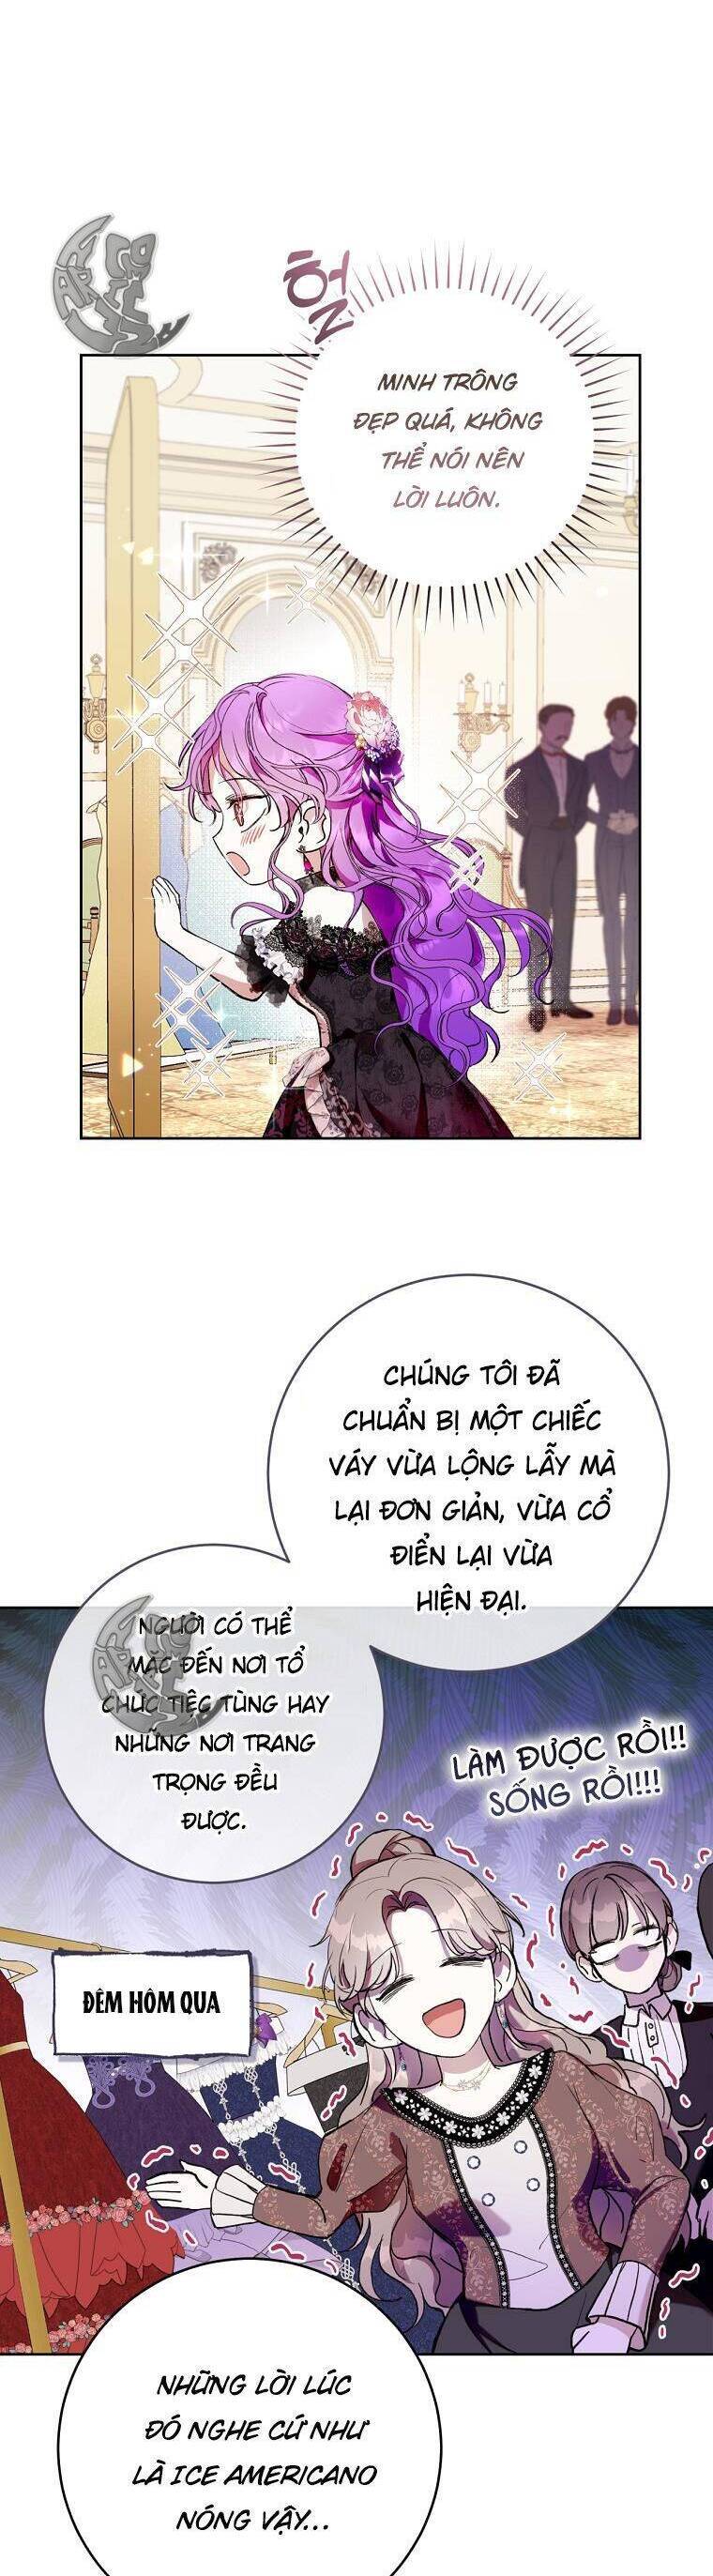 헐
MINH TRÔNG
ĐẸP QUÁ, KHÔNG
THỂ NÓI NÊN
LỜI LUÔN.
CHÚNG TÔI ĐÃ
CHUẨN BỊ MỘT CHIẾC
VÁY VỪA LỘNG LẪY MÀ
LẠI ĐƠN GIẢN, VỪA CỔ
ĐIỂN LẠI VỪA
HIỆN ĐẠI.
NGƯỜI CÓ THỂ
MẶC ĐẾN NƠI TỔ
CHỨC TIỆC TÙNG HAY
NHỮNG NƠI TRANG
TRỌNG ĐỀU
ĐƯỢC.
LÀM ĐƯỢC RỒI!!
SỐNG RỒI!!!
ĐÊM HÔM QUA
NHỮNG LỜI LÚC
ĐÓ NGHE CỨ NHƯ
LÀ ICE AMERICANO
NÓNG VẬY...